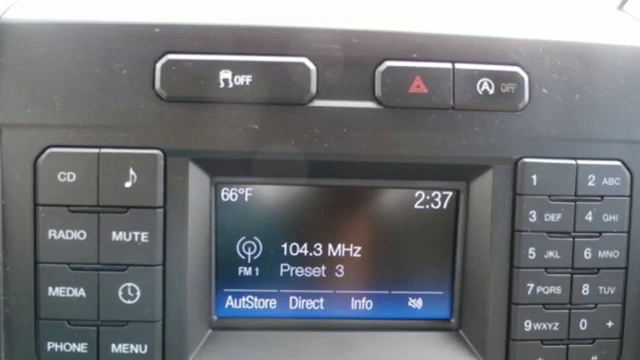 OFF
A OFF
CD
RADIO MUTE
MEDIA
PHONE MENU
66°F 2:37
104.3 MHz
FM 1 Preset 3
AutStore Direct Info
1 2 ABC
3 DEF 4 GHI
5 JKL 6 MNO
7 PQRS 8 TUV
9 WXYZ 0 +
* #